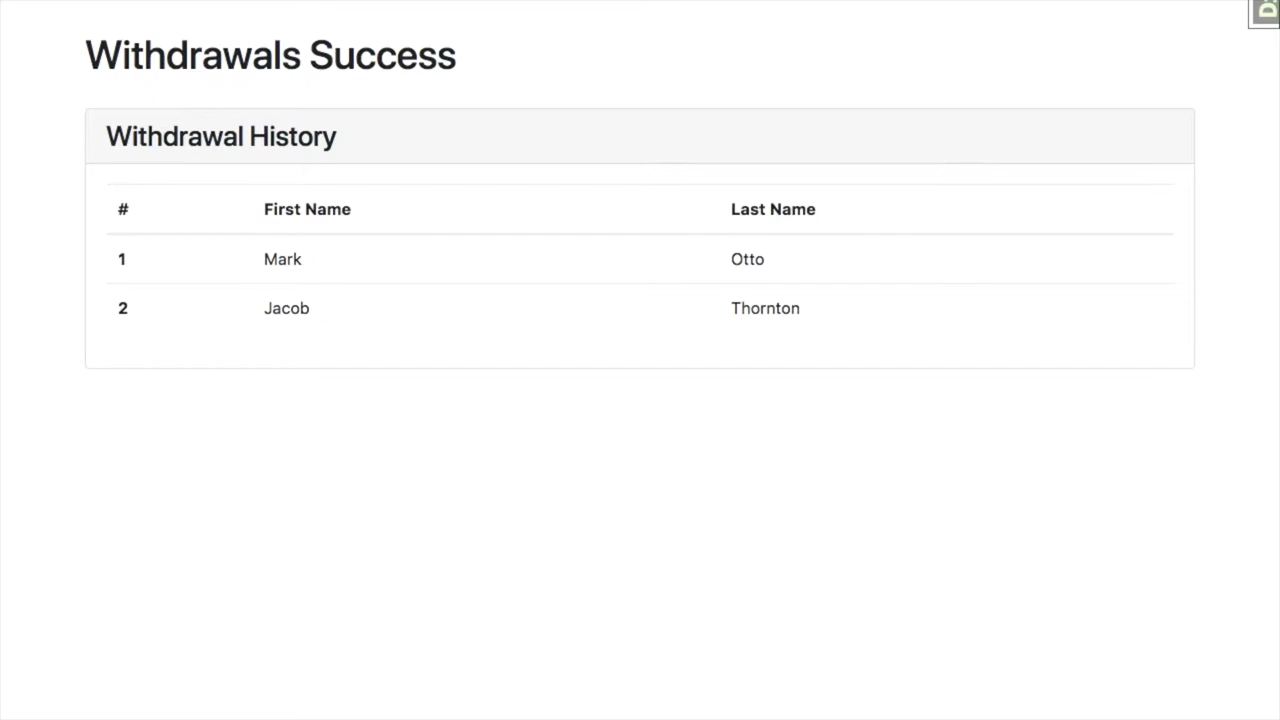 Withdrawals Success
Withdrawal History
# First Name Last Name
1 Mark Otto
2 Jacob Thornton